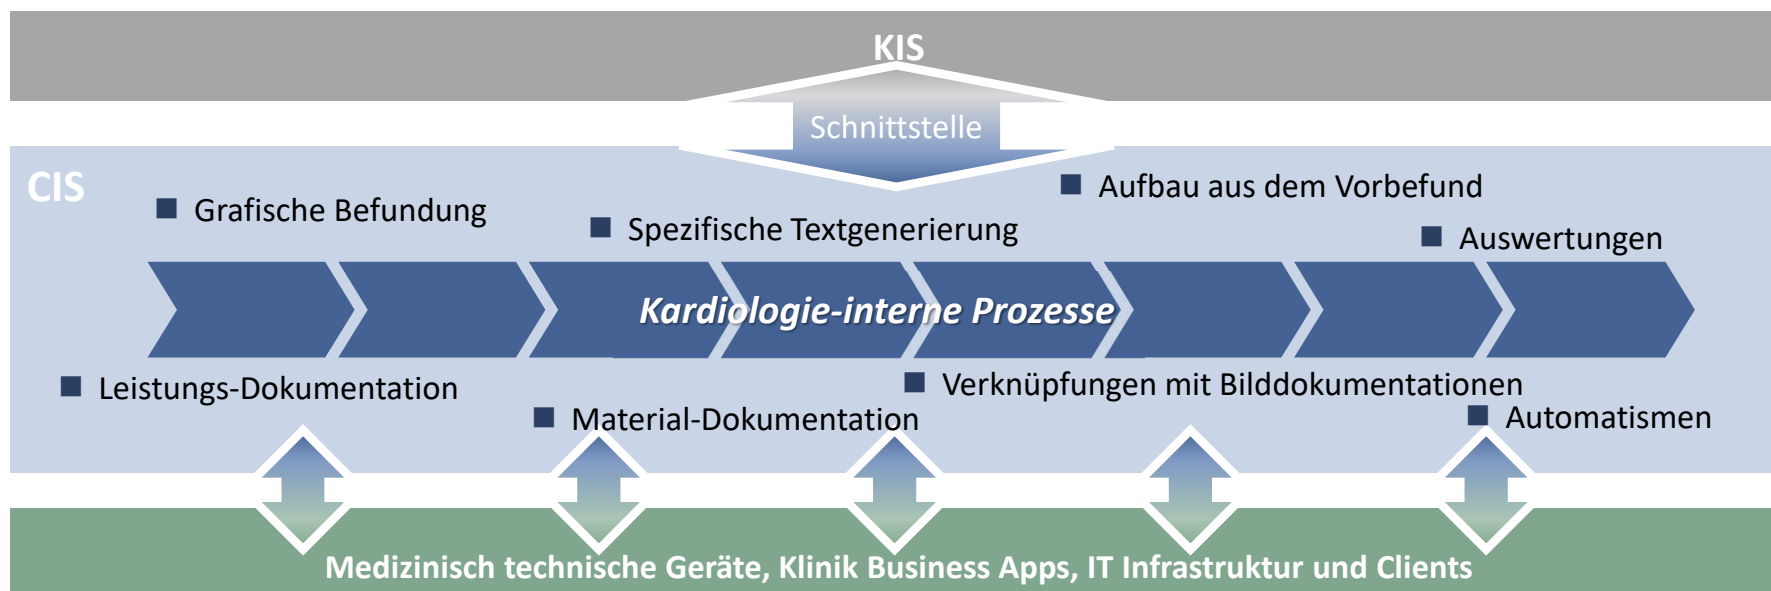 KIS
Schnittstelle
CIS
Grafische Befundung
Spezifische Textgenerierung
Aufbau aus dem Vorbefund
Auswertungen
Kardiologie-interne Prozesse
Leistungs-Dokumentation
Material-Dokumentation
Verknüpfungen mit Bilddokumentationen
Automatismen
Medizinisch technische Geräte, Klinik Business Apps, IT Infrastruktur und Clients